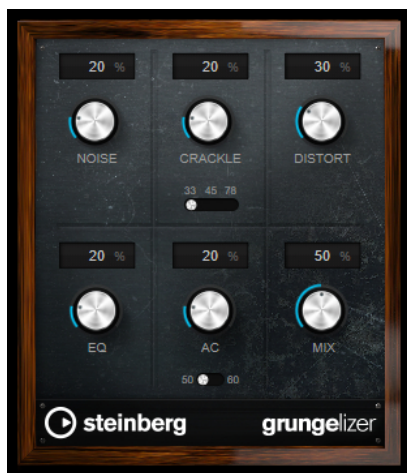 20 % 20 % 30 %
NOISE CRACKLE DISTORT
33 45 78
20 % 20 % 50 %
EQ AC MIX
50 60
steinberg grungelizer